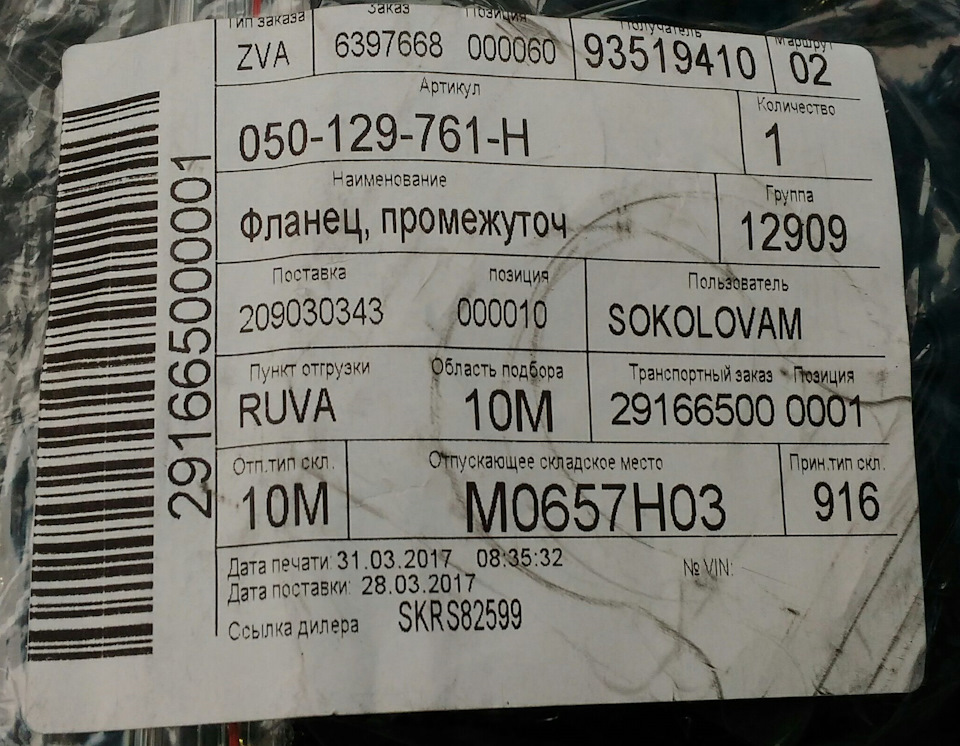 Тип заказа Заказ Позиция Получатель Маршрут
ZVA 6397668 000060 93519410 02
Артикул Количество
050-129-761-H 1
Наименование Группа
Фланец, промежуточ 12909
Поставка позиция Пользователь
209030343 000010 SOKOLOVAM
Пункт отгрузки Область подбора Транспортный заказ Позиция
RUVA 10M 29166500 0001
Отп.тип скл. Отпускающее складское место Прин.тип скл.
10M M0657H03 916
Дата печати: 31.03.2017 08:35:32 № VIN:
Дата поставки: 28.03.2017
Ссылка дилера SKRS82599
291665000001